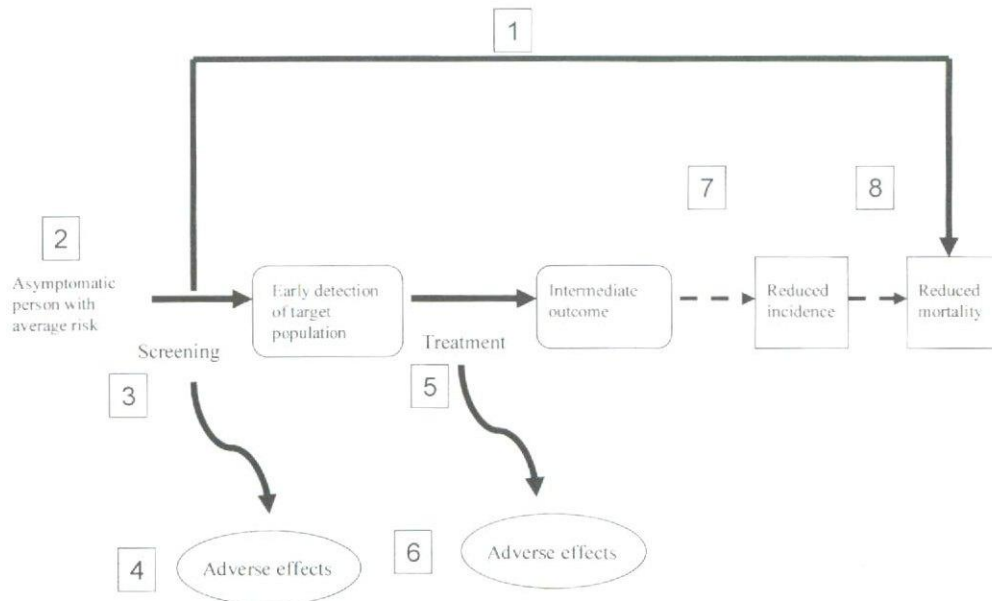 1
7
8
2
Asymptomatic
person with
average risk
Early detection
of target
population
Intermediate
outcome
Reduced
incidence
Reduced
mortality
Screening
Treatment
3
5
4
Adverse effects
6
Adverse effects